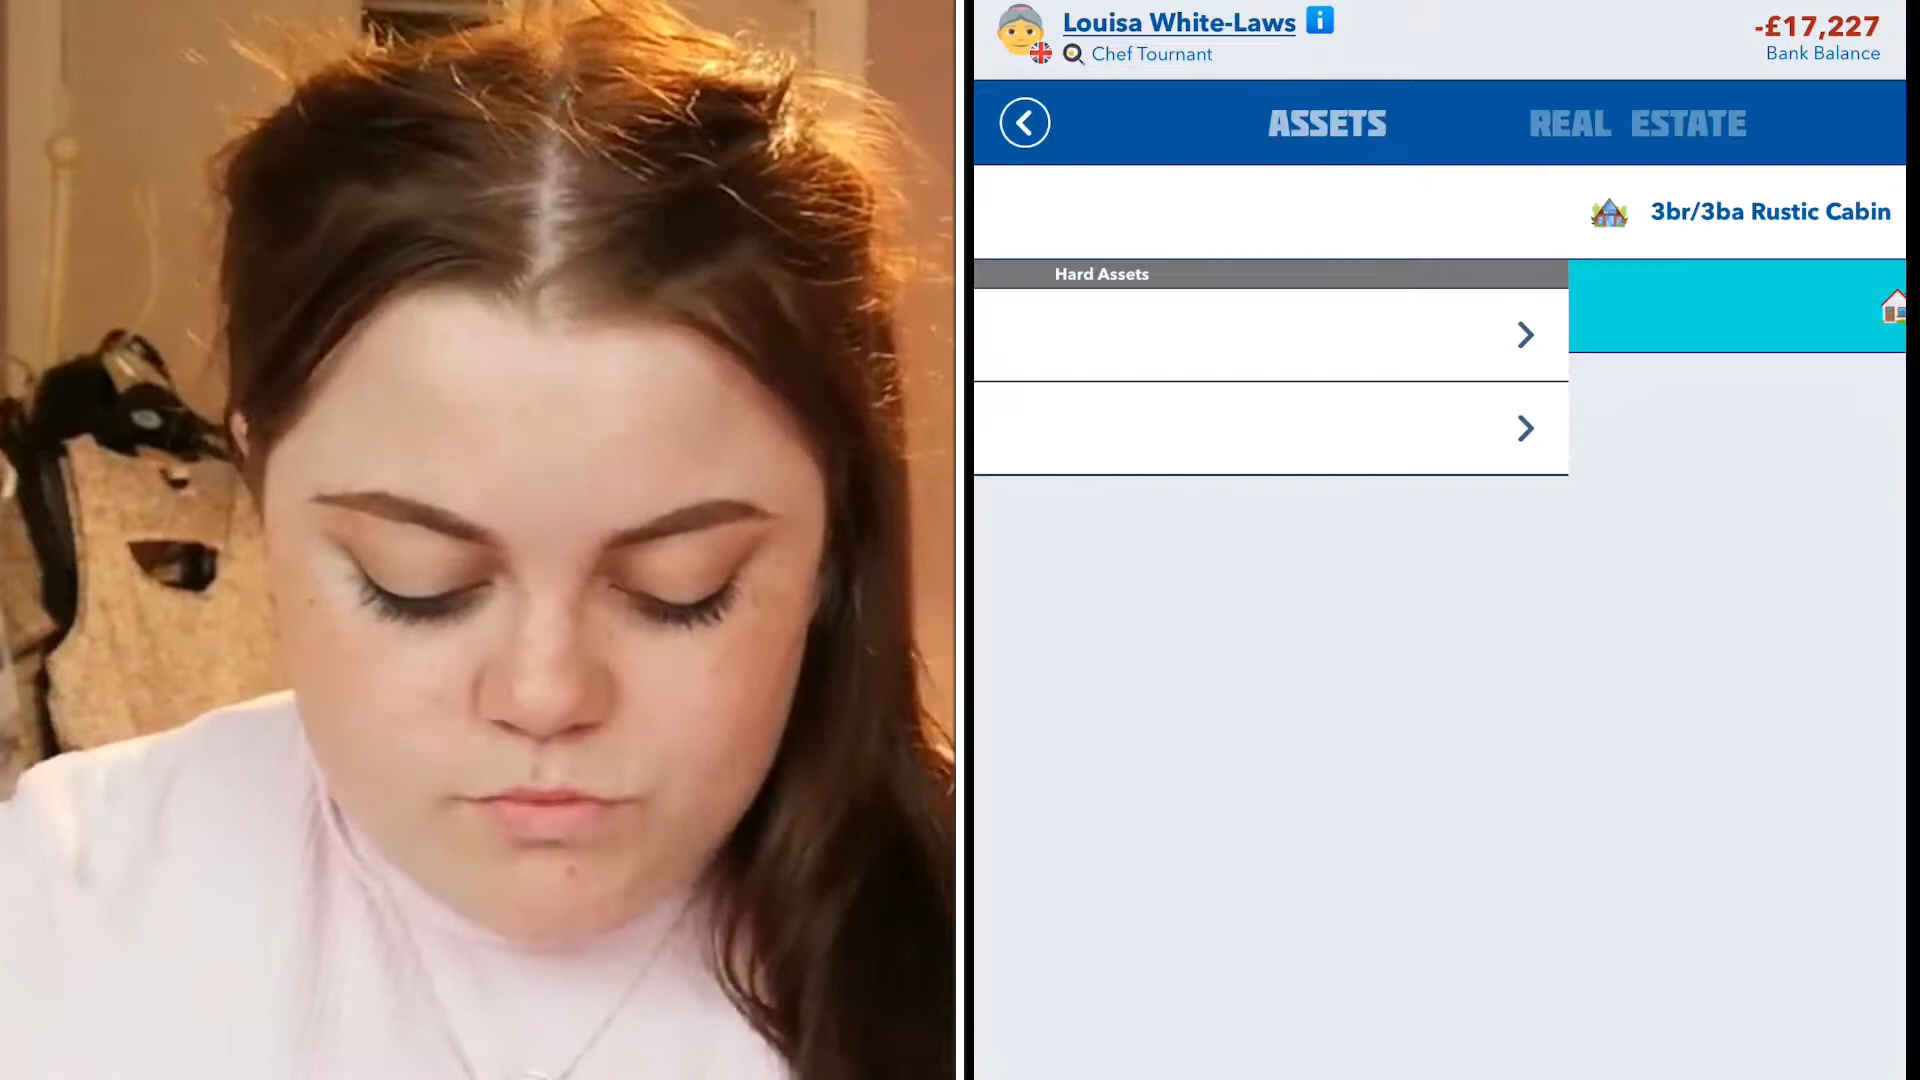 Louisa White-Laws
Chef Tournant
-£17,227
Bank Balance
ASSETS
REAL ESTATE
3br/3ba Rustic Cabin
Hard Assets